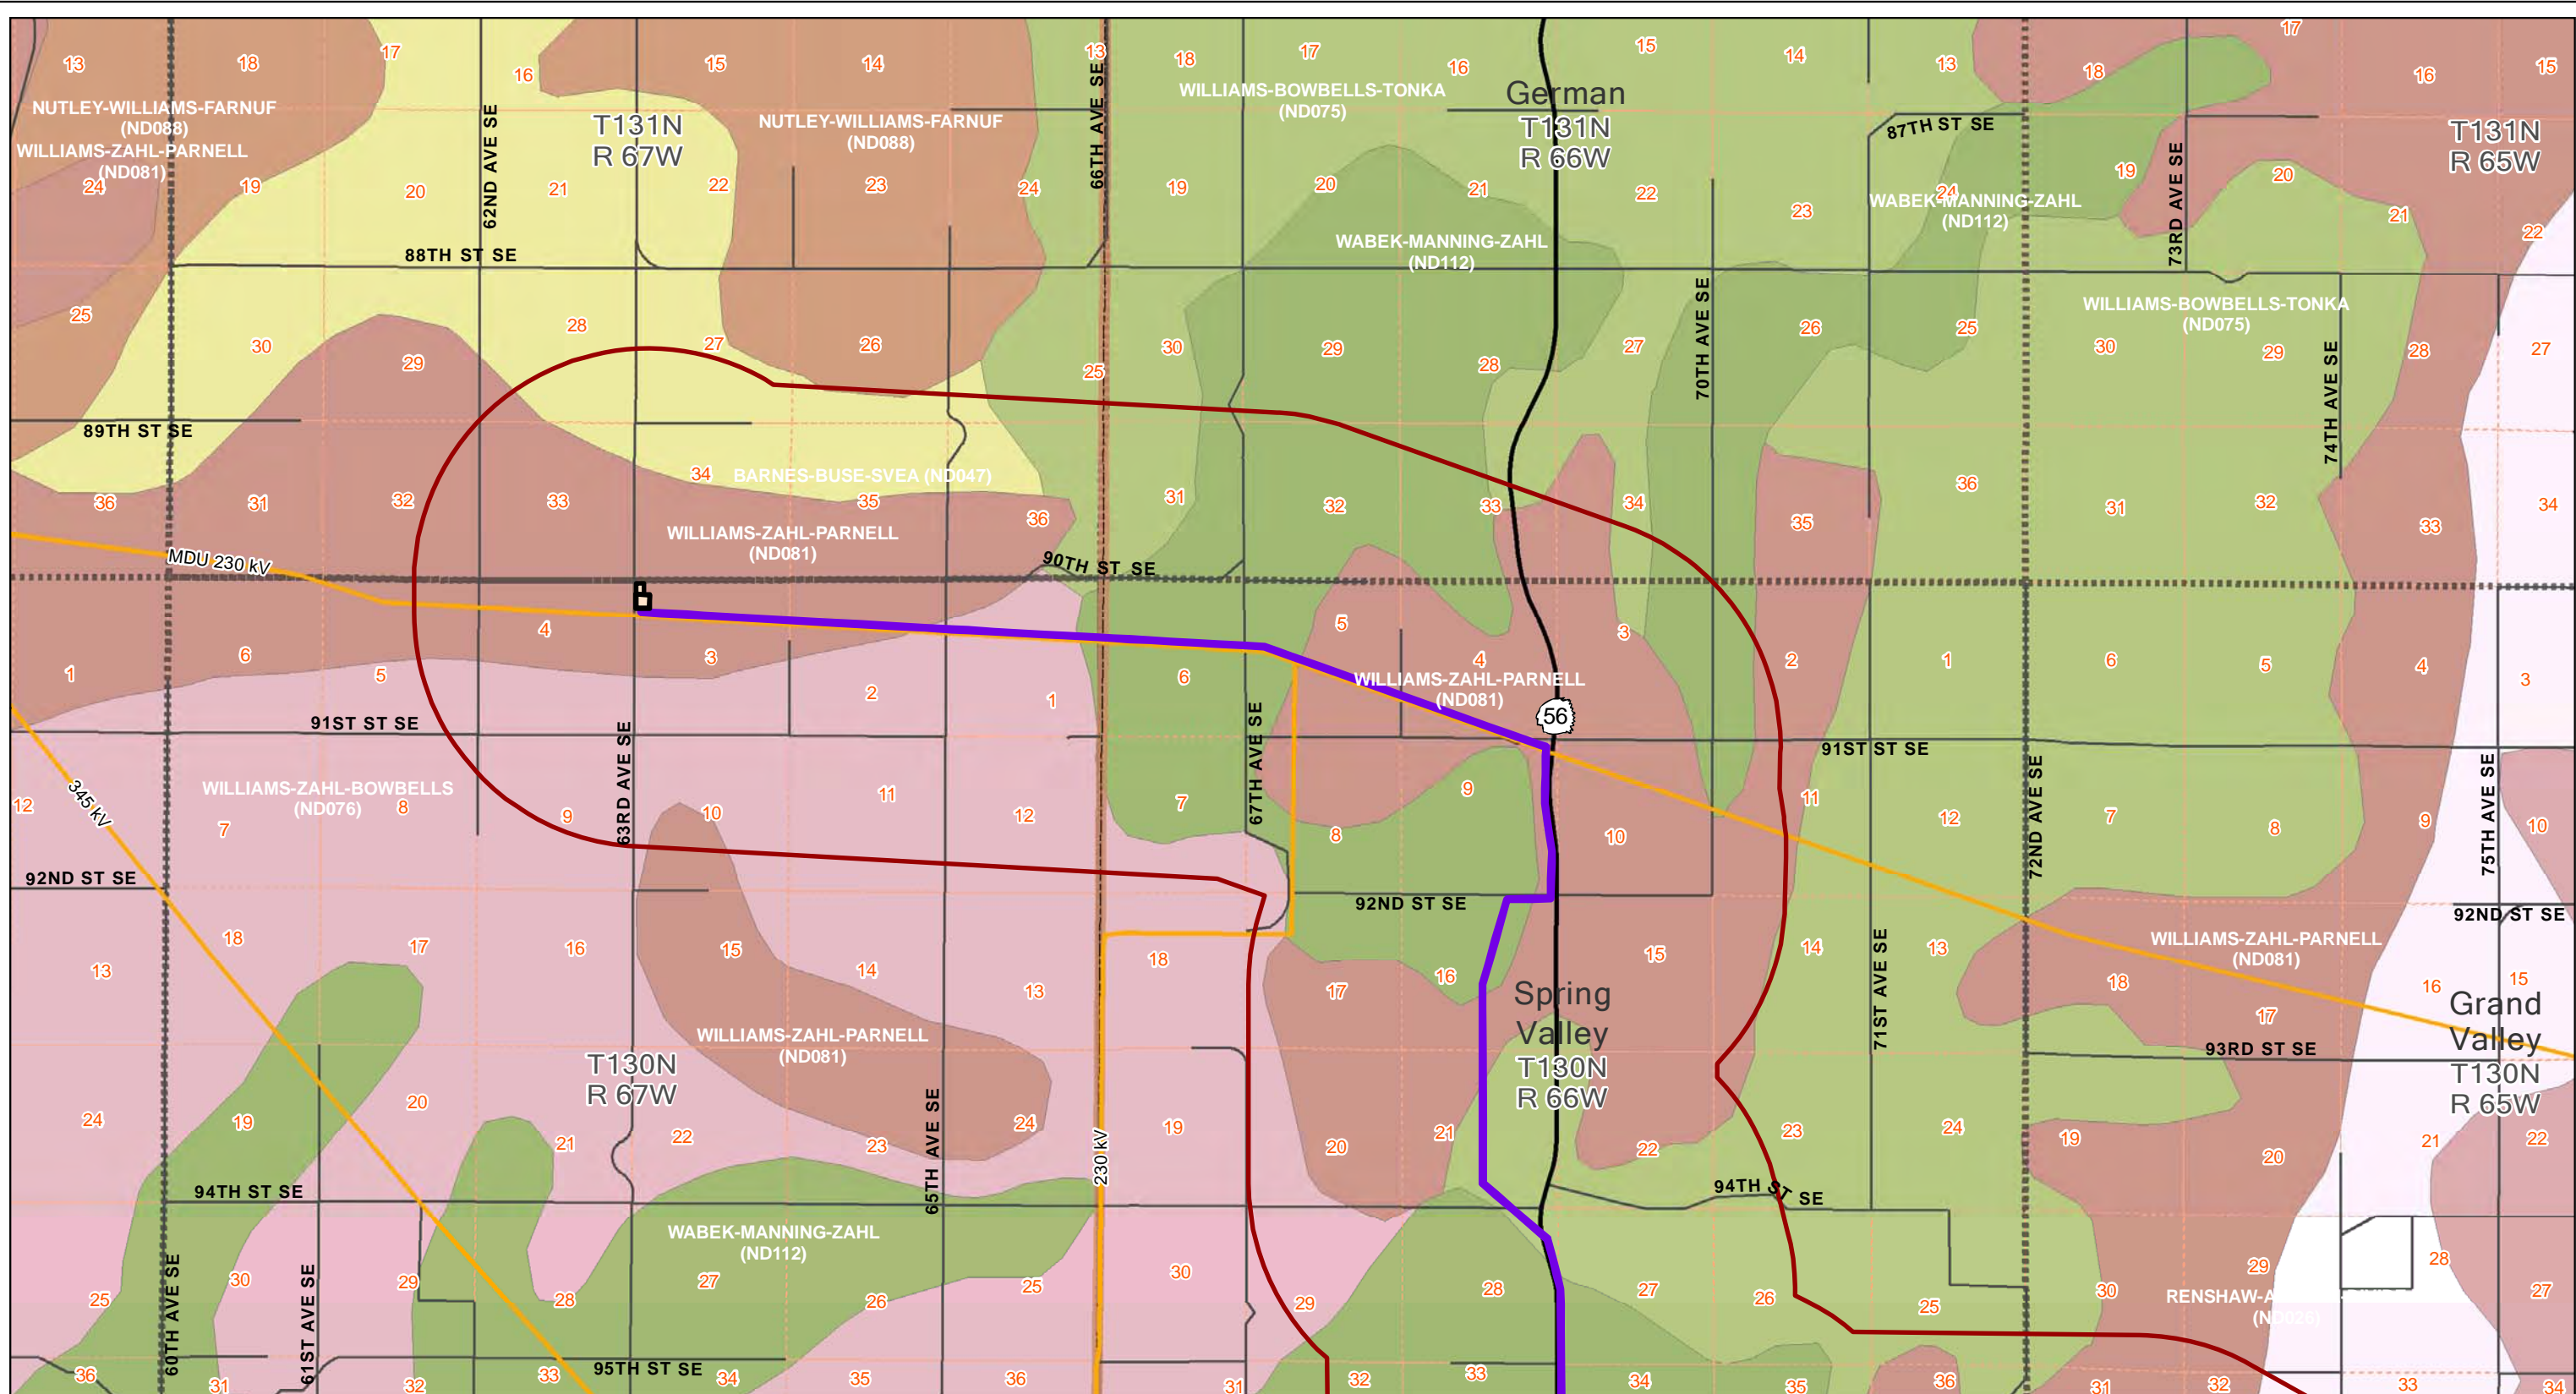 13
18
17
16
15
14
13
18
17
16
15
14
13
18
17
16
15
NUTLEY-WILLIAMS-FARNUF
(ND088)
WILLIAMS-ZAHL-PARNELL
(ND081)
62ND AVE SE
T131N
R 67W
NUTLEY-WILLIAMS-FARNUF
(ND088)
66TH AVE SE
WILLIAMS-BOWBELLS-TONKA
(ND075)
German
T131N
R 66W
87TH ST SE
73RD AVE SE
T131N
R 65W
24
19
20
21
22
23
24
19
20
21
22
23
24
19
20
21
22
WABEK-MANNING-ZAHL
(ND112)
WABEK-MANNING-ZAHL
(ND112)
88TH ST SE
70TH AVE SE
WILLIAMS-BOWBELLS-TONKA
(ND075)
74TH AVE SE
25
30
29
28
27
26
25
30
29
28
27
26
25
30
29
28
27
89TH ST SE
BARNES-BUSE-SVEA (ND047)
36
31
32
33
34
35
36
31
32
33
34
35
36
31
32
33
34
WILLIAMS-ZAHL-PARNELL
(ND081)
MDU 230 kV
90TH ST SE
1
6
5
4
3
2
1
6
5
4
3
2
1
6
5
4
3
WILLIAMS-ZAHL-PARNELL
(ND081)
56
91ST ST SE
63RD AVE SE
67TH AVE SE
91ST ST SE
72ND AVE SE
75TH AVE SE
345 kV
WILLIAMS-ZAHL-BOWBELLS
(ND076)
12
7
8
9
10
11
12
7
8
9
10
11
12
7
8
9
10
92ND ST SE
92ND ST SE
92ND ST SE
71ST AVE SE
WILLIAMS-ZAHL-PARNELL
(ND081)
13
18
17
16
15
14
13
18
17
16
15
14
13
18
17
16
15
Spring
Valley
T130N
R 66W
Grand
Valley
T130N
R 65W
93RD ST SE
WILLIAMS-ZAHL-PARNELL
(ND081)
T130N
R 67W
65TH AVE SE
230 kV
24
19
20
21
22
23
24
19
20
21
22
23
24
19
20
21
22
94TH ST SE
94TH ST SE
WABEK-MANNING-ZAHL
(ND112)
60TH AVE SE
61ST AVE SE
25
30
29
28
27
26
25
30
29
28
27
26
25
30
29
28
27
RENSHAW-A
95TH ST SE
36
31
32
33
34
35
36
31
32
33
34
35
36
31
32
33
34